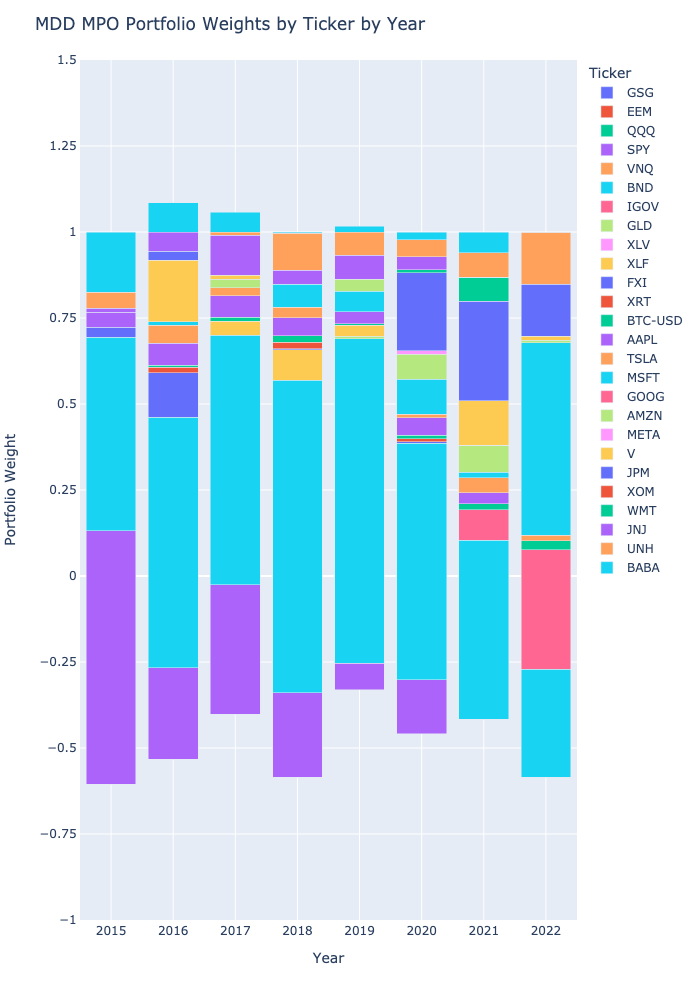 MDD MPO Portfolio Weights by Ticker by Year
1.5
1.25
1
0.75
0.5
0.25
0
−0.25
−0.5
−0.75
−1
Portfolio Weight
2015
2016
2017
2018
2019
2020
2021
2022
Year
Ticker
GSG
EEM
QQQ
SPY
VNQ
BND
IGOV
GLD
XLV
XLF
FXI
XRT
BTC-USD
AAPL
TSLA
MSFT
GOOG
AMZN
META
V
JPM
XOM
WMT
JNJ
UNH
BABA